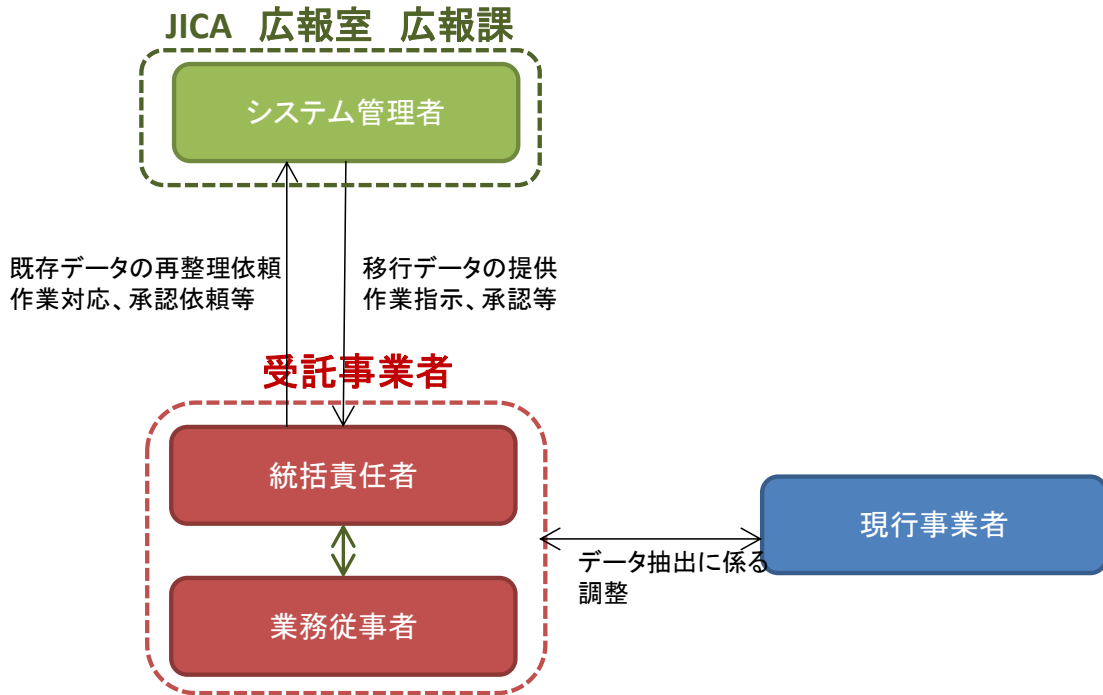 JICA 広報室 広報課
システム管理者
既存データの再整理依頼
作業対応、承認依頼等
移行データの提供
作業指示、承認等
受託事業者
統括責任者
業務従事者
データ抽出に係る
調整
現行事業者